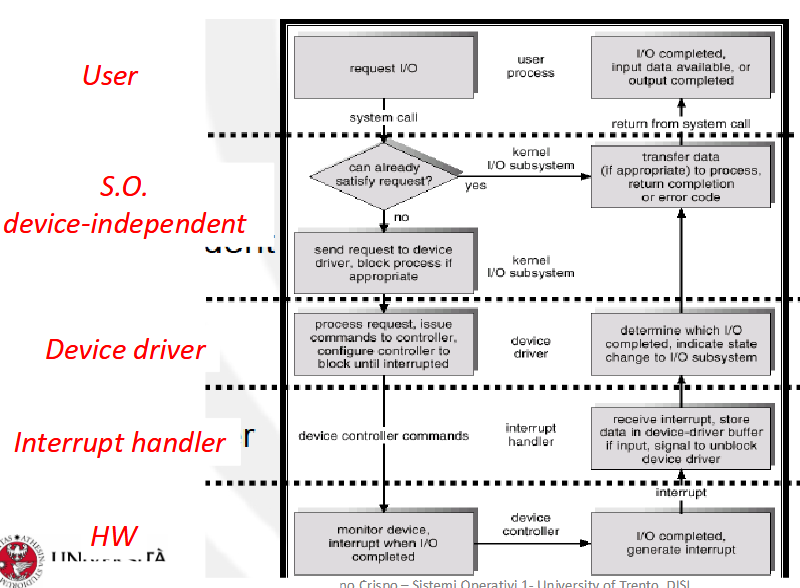 User
request I/O
user
process
I/O completed,
input data available, or
output completed
system call
return from system call
S.O.
device-independent
can already
satisfy request?
yes
no
kernel
I/O subsystem
transfer data
(if appropriate) to process,
return completion
or error code
send request to device
driver, block process if
appropriate
kernel
I/O subsystem
Device driver
process request, issue
commands to controller,
configure controller to
block until interrupted
device
driver
determine which I/O
completed, indicate state
change to I/O subsystem
Interrupt handler
r
device controller commands
interrupt
handler
receive interrupt, store
data in device-driver buffer
if input, signal to unblock
device driver
interrupt
HW
monitor device,
interrupt when I/O
completed
device
controller
I/O completed,
generate interrupt
no Crispo – Sistemi Operativi 1- University of Trento, DISI